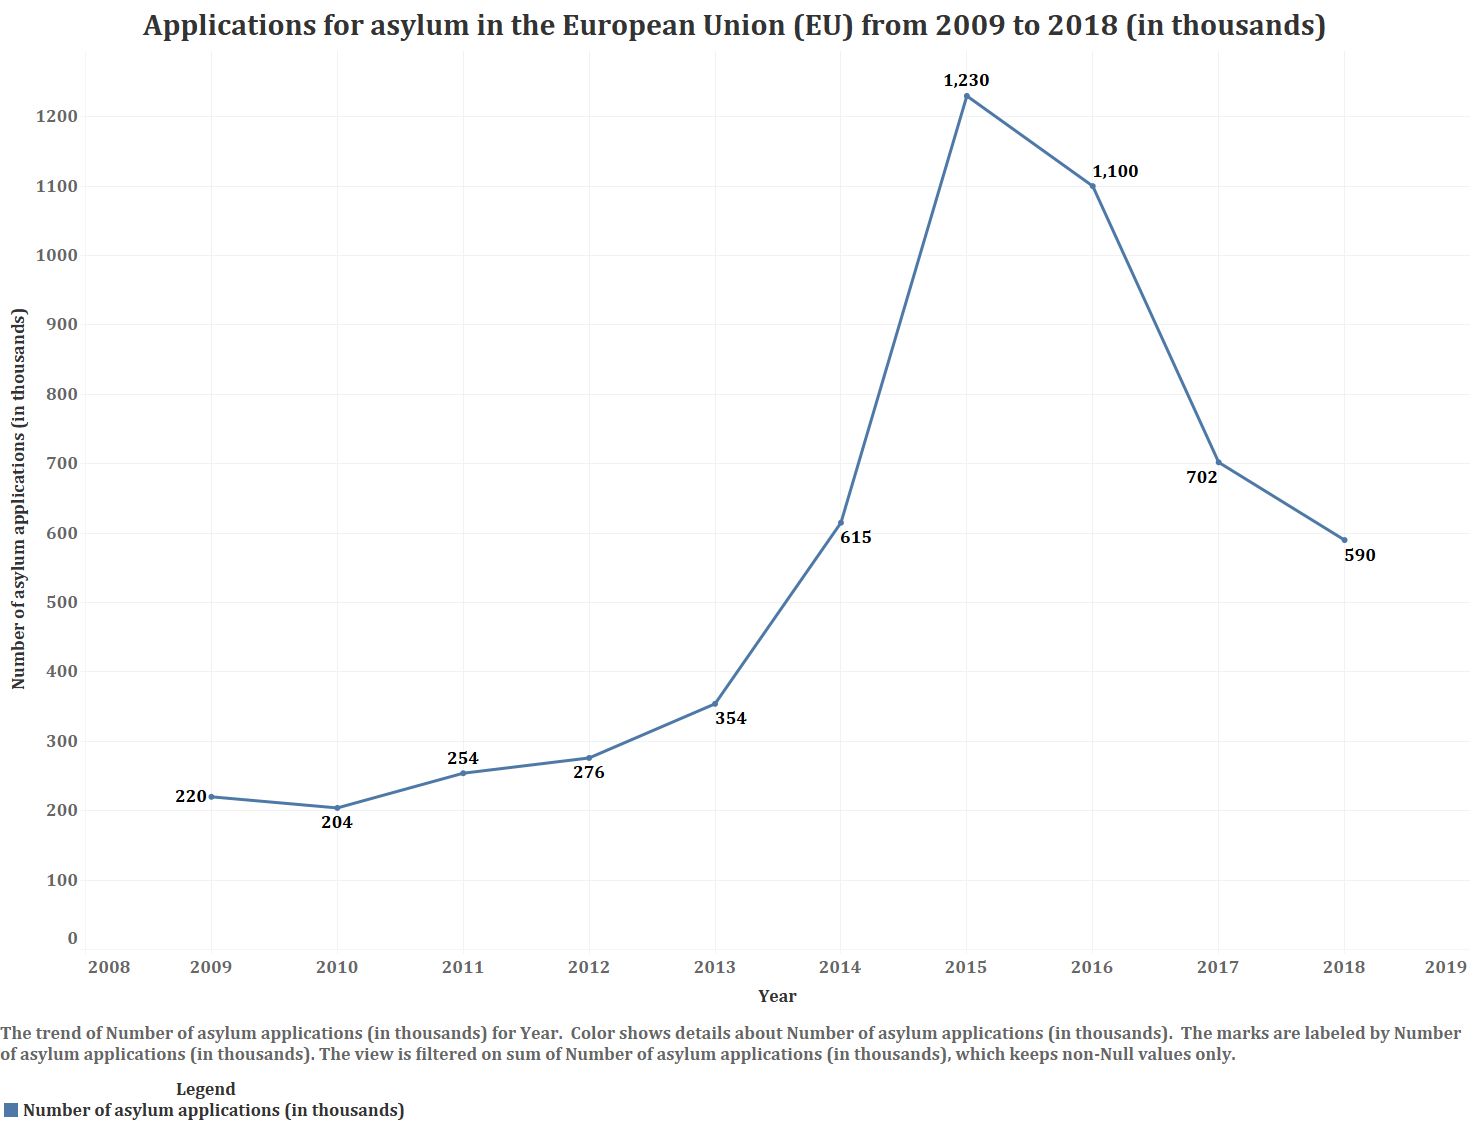 Applications for asylum in the European Union (EU) from 2009 to 2018 (in thousands)
Number of asylum applications (in thousands)
1200
1100
1000
900
800
700
600
500
400
300
200
100
0
1,230
1,100
702
615
590
354
254
276
220
204
2008 2009 2010 2011 2012 2013 2014 2015 2016 2017 2018 2019
Year
The trend of Number of asylum applications (in thousands) for Year.  Color shows details about Number of asylum applications (in thousands).  The marks are labeled by Number
of asylum applications (in thousands). The view is filtered on sum of Number of asylum applications (in thousands), which keeps non-Null values only.
Legend
Number of asylum applications (in thousands)